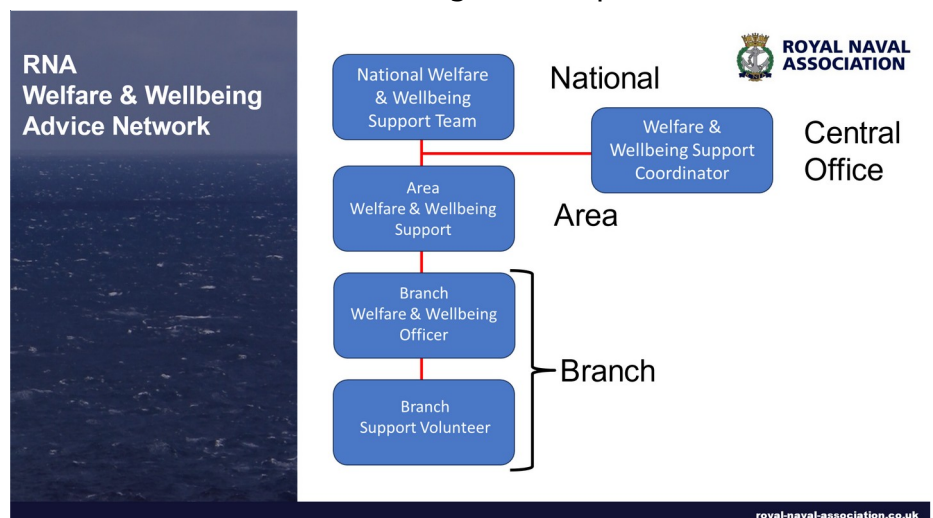 RNA
Welfare & Wellbeing
Advice Network
National Welfare
& Wellbeing
Support Team
National
ROYAL NAVAL
ASSOCIATION
Welfare &
Wellbeing Support
Coordinator
Central
Office
Area
Welfare & Wellbeing
Support
Area
Branch
Welfare & Wellbeing
Officer
Branch
Branch
Support Volunteer
royal-naval-association.co.uk